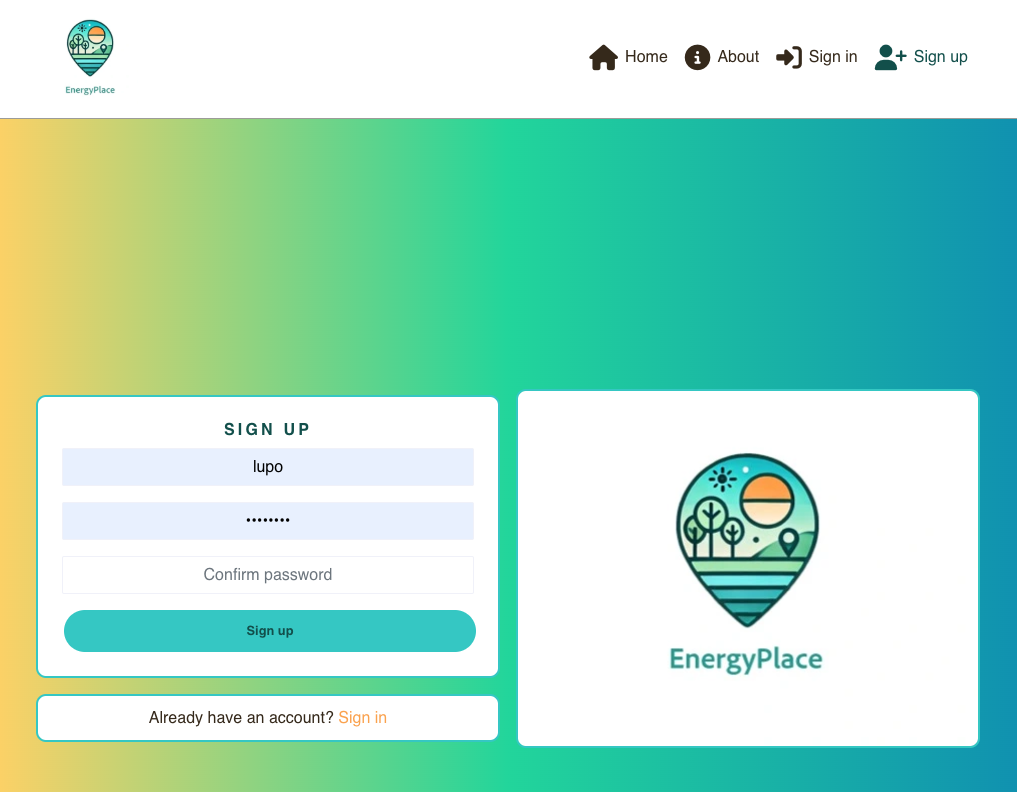 EnergyPlace
Home
About
Sign in
Sign up
SIGN UP
lupo
••••••••
Confirm password
Sign up
Already have an account? Sign in
EnergyPlace